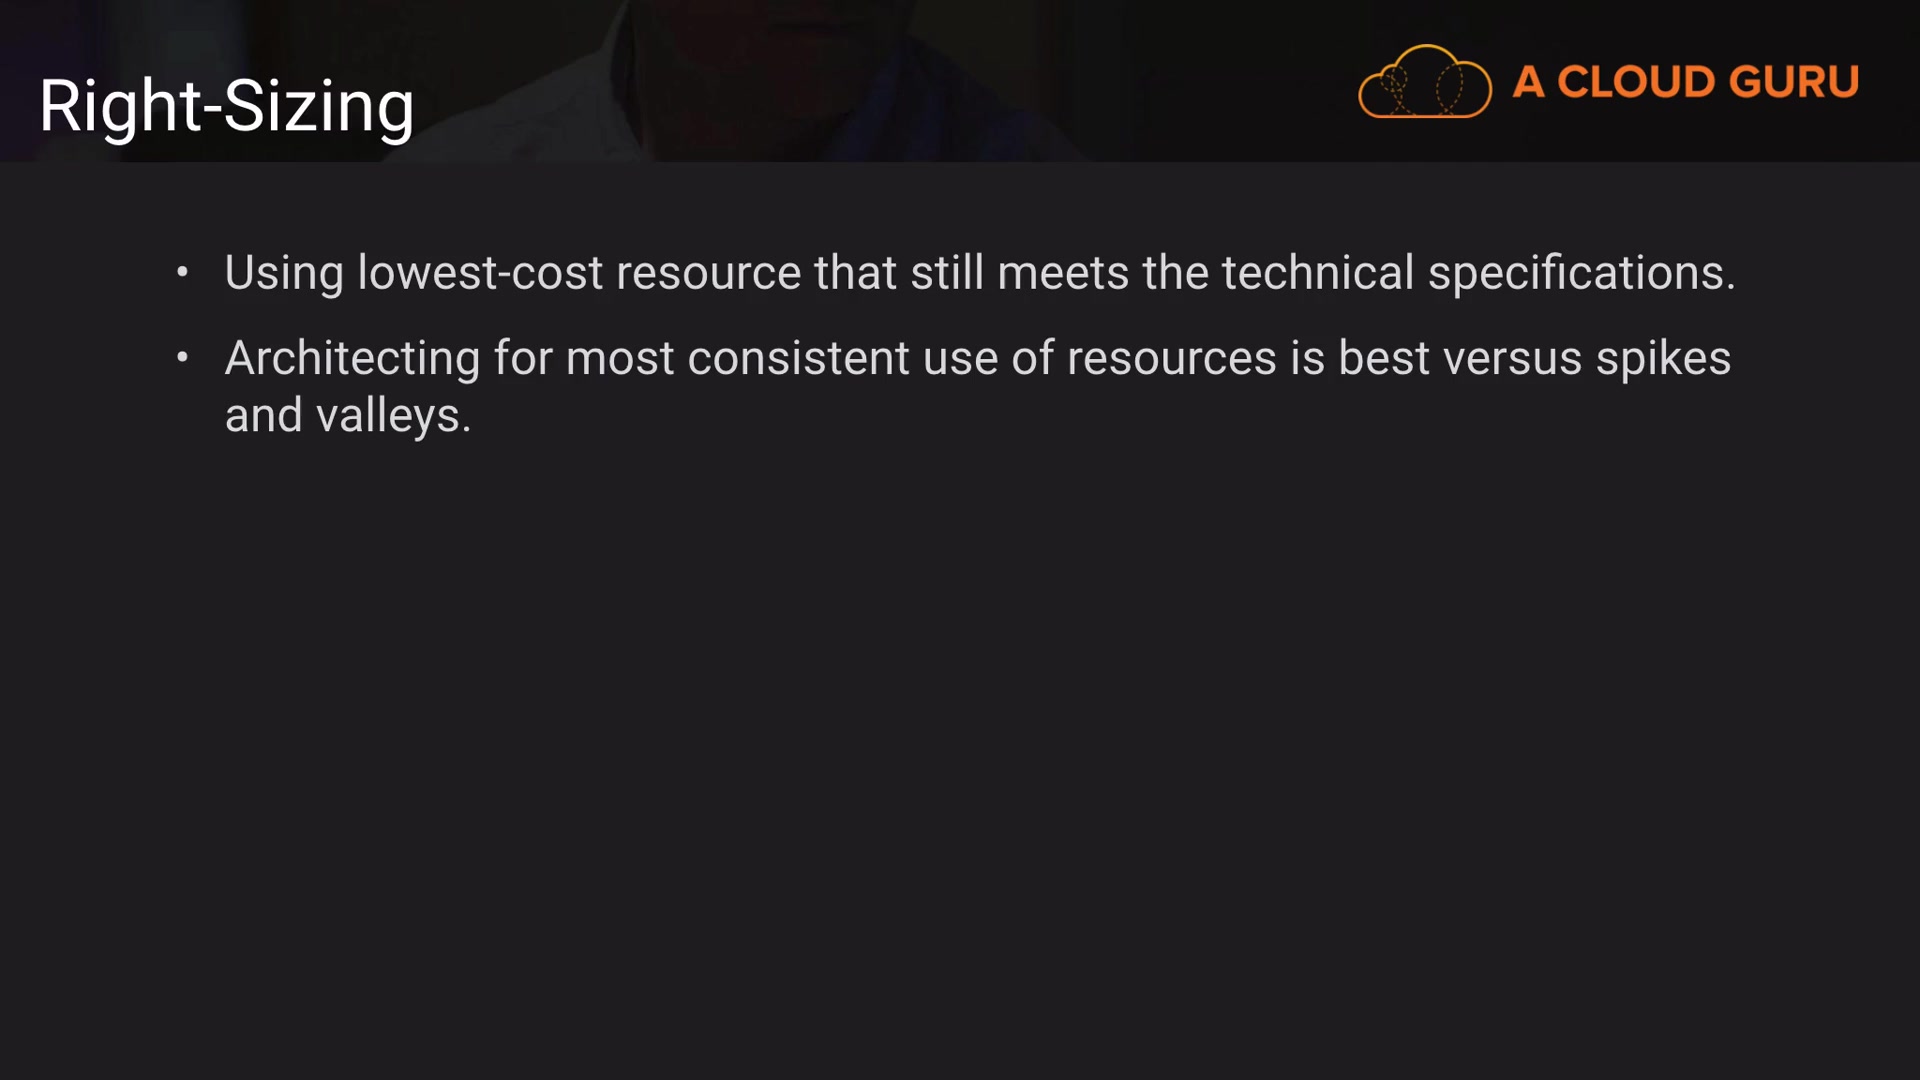 Right-Sizing
A CLOUD GURU
• Using lowest-cost resource that still meets the technical specifications.
• Architecting for most consistent use of resources is best versus spikes
and valleys.